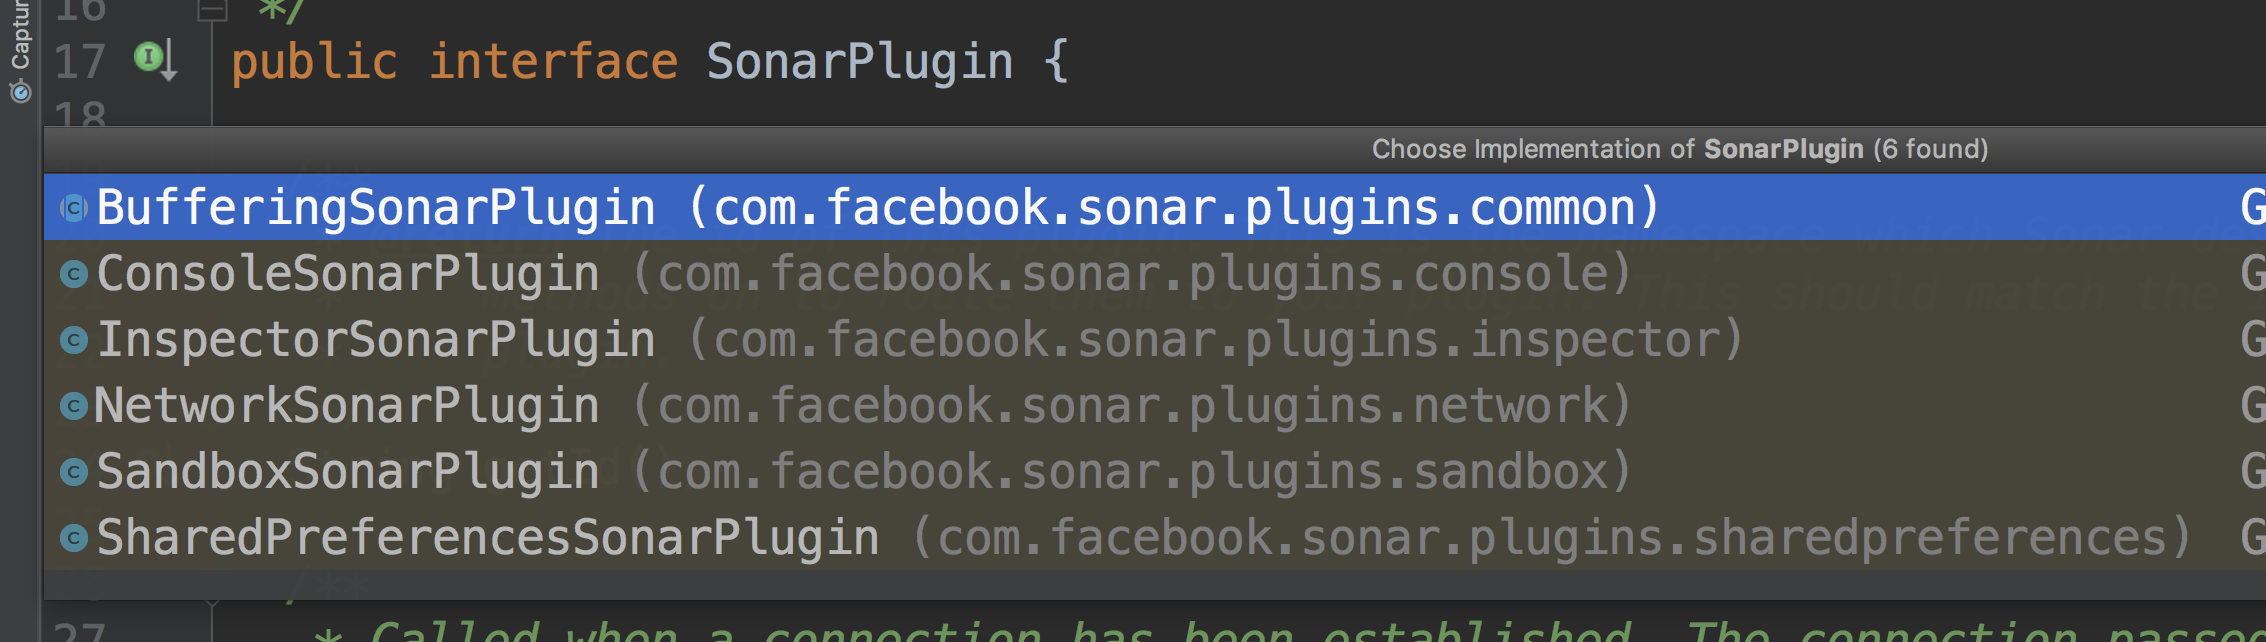 Captur
16 */
17 public interface SonarPlugin {
18
Choose Implementation of SonarPlugin (6 found)
BufferingSonarPlugin (com.facebook.sonar.plugins.common) G
ConsoleSonarPlugin (com.facebook.sonar.plugins.console) G
InspectorSonarPlugin (com.facebook.sonar.plugins.inspector) G
NetworkSonarPlugin (com.facebook.sonar.plugins.network) G
SandboxSonarPlugin (com.facebook.sonar.plugins.sandbox) G
SharedPreferencesSonarPlugin (com.facebook.sonar.plugins.sharedpreferences) G
/**
27 * Called when a connection has been established. The connection passe